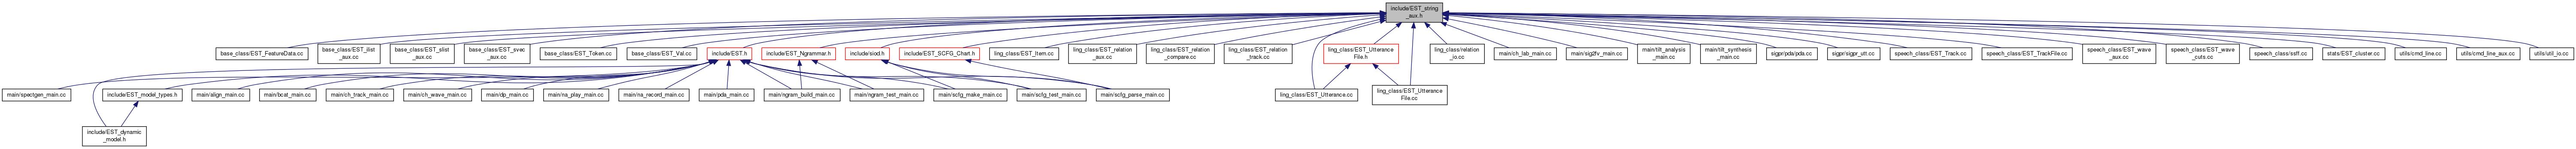 include/EST_string
_aux.h
base_class/EST_FeatureData.cc
base_class/EST_ilist
_aux.cc
base_class/EST_slist
_aux.cc
base_class/EST_svec
_aux.cc
base_class/EST_Token.cc
base_class/EST_Val.cc
include/EST.h
include/EST_Ngrammar.h
include/siod.h
include/EST_SCFG_Chart.h
ling_class/EST_Item.cc
ling_class/EST_relation
_aux.cc
ling_class/EST_relation
_compare.cc
ling_class/EST_relation
_track.cc
ling_class/EST_Utterance
File.h
ling_class/relation
_io.cc
main/ch_lab_main.cc
main/sig2fv_main.cc
main/tilt_analysis
_main.cc
main/tilt_synthesis
_main.cc
sigpr/pda/pda.cc
sigpr/sigpr_utt.cc
speech_class/EST_Track.cc
speech_class/EST_TrackFile.cc
speech_class/EST_wave
_aux.cc
speech_class/EST_wave
_cuts.cc
speech_class/ssff.cc
stats/EST_cluster.cc
utils/cmd_line.cc
utils/cmd_line_aux.cc
utils/util_io.cc
main/spectgen_main.cc
include/EST_model_types.h
main/align_main.cc
main/bcat_main.cc
main/ch_track_main.cc
main/ch_wave_main.cc
main/dp_main.cc
main/na_play_main.cc
main/na_record_main.cc
main/pda_main.cc
main/ngram_build_main.cc
main/ngram_test_main.cc
main/scfg_make_main.cc
main/scfg_test_main.cc
main/scfg_parse_main.cc
ling_class/EST_Utterance.cc
ling_class/EST_Utterance
File.cc
include/EST_dynamic
_model.h